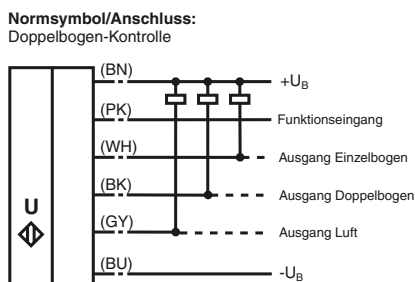 Normsymbol/Anschluss:
Doppelbogen-Kontrolle
(BN)
+UB
(PK)
Funktionseingang
(WH)
Ausgang Einzelbogen
(BK)
Ausgang Doppelbogen
U
(GY)
Ausgang Luft
(BU)
-UB